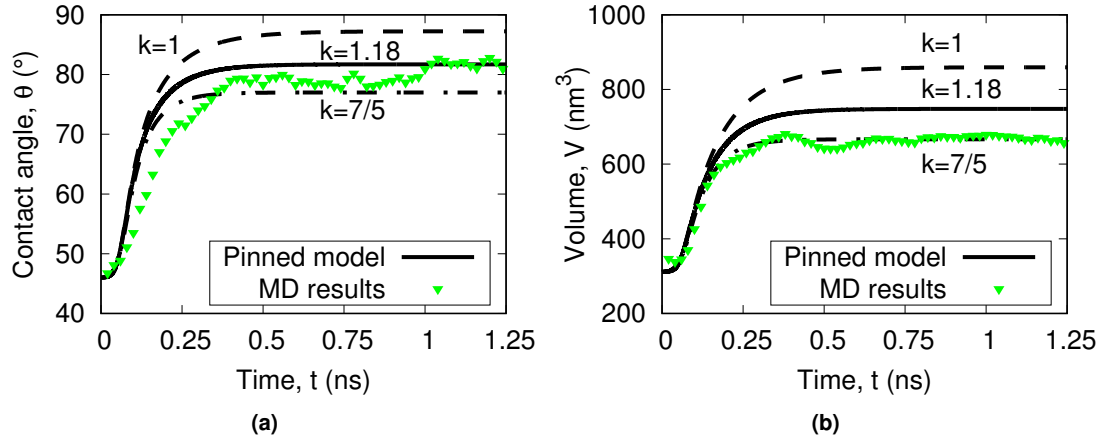 90
80
70
60
50
40
Contact angle, θ (°)
k=1
k=1.18
k=7/5
Pinned model
MD results
0 0.25 0.5 0.75 1 1.25
Time, t (ns)
(a)
1000
800
600
400
200
Volume, V (nm³)
k=1
k=1.18
k=7/5
Pinned model
MD results
0 0.25 0.5 0.75 1 1.25
Time, t (ns)
(b)